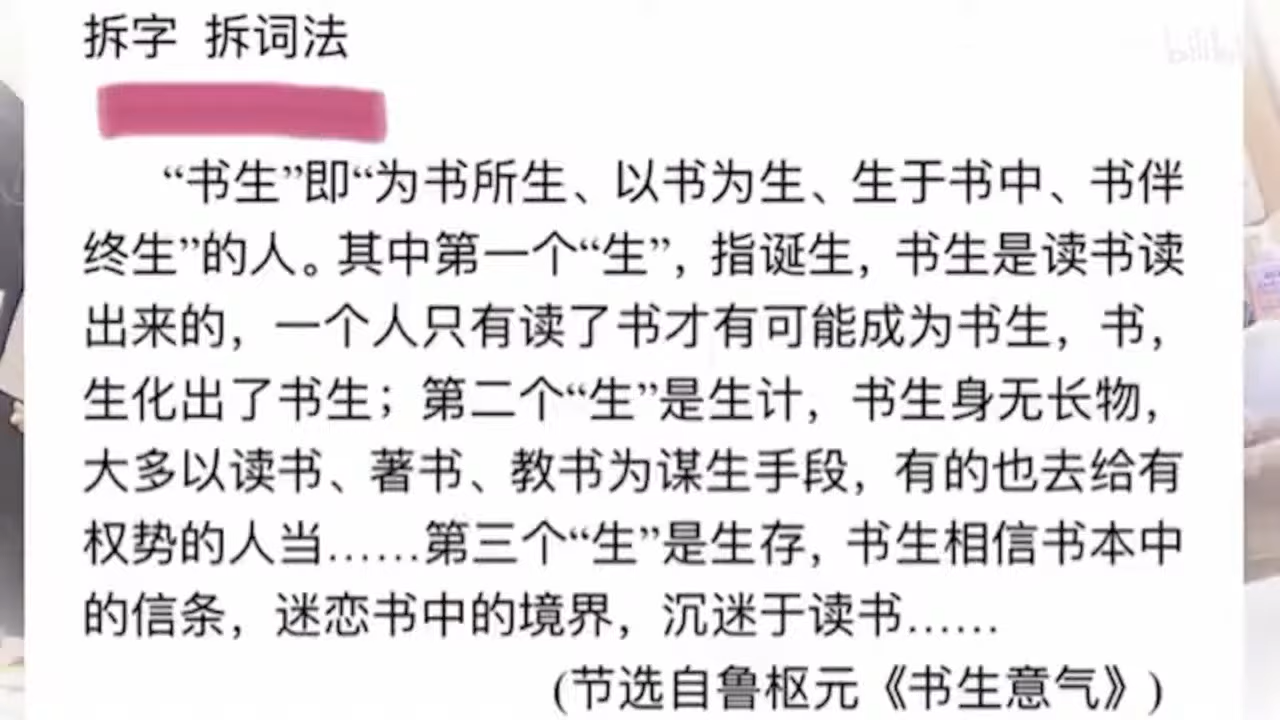 拆字 拆词法
“书生”即“为书所生、以书为生、生于书中、书伴
终生”的人。其中第一个“生”，指诞生，书生是读书读
出来的，一个人只有读了书才有可能成为书生，书，
生化出了书生；第二个“生”是生计，书生身无长物，
大多以读书、著书、教书为谋生手段，有的也去给有
权势的人当……第三个“生”是生存，书生相信书本中
的信条，迷恋书中的境界，沉迷于读书……
(节选自鲁枢元《书生意气》)
bilibili